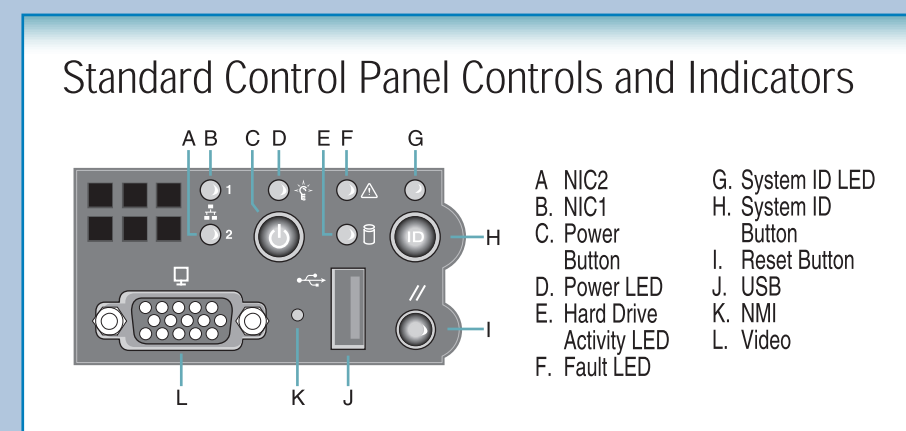 Standard Control Panel Controls and Indicators
A B C D E F G
1
2
ID
H
I
L K J
A NIC2
B. NIC1
C. Power
Button
D. Power LED
E. Hard Drive
Activity LED
F. Fault LED
G. System ID LED
H. System ID
Button
I. Reset Button
J. USB
K. NMI
L. Video